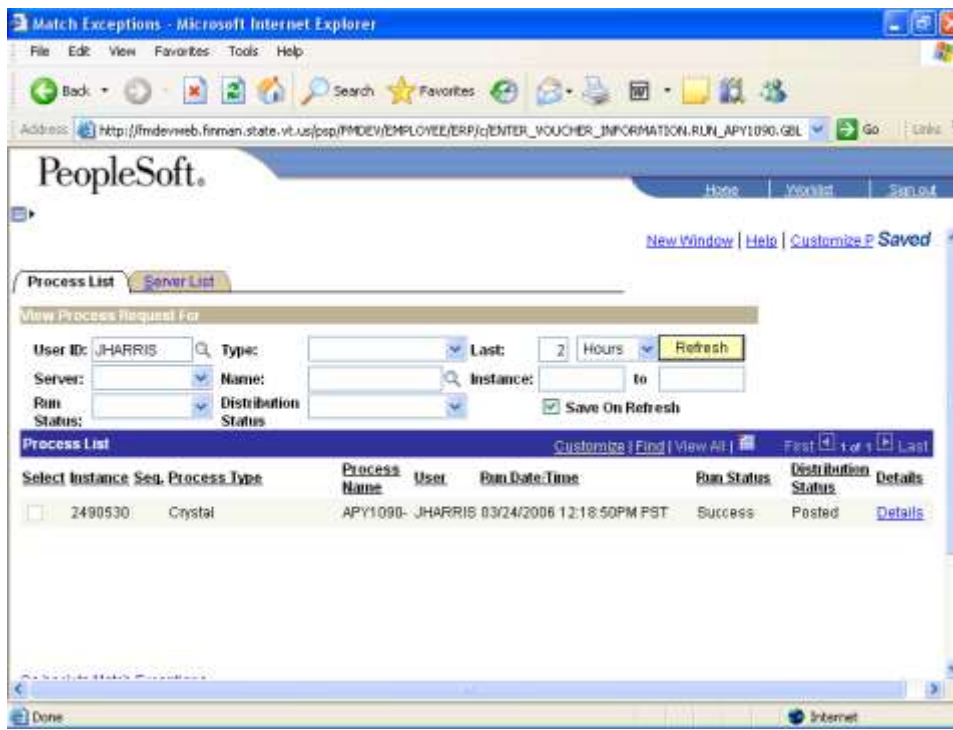 Match Exceptions - Microsoft Internet Explorer
File Edit View Favorites Tools Help
Back Search Favorites
Address http://fmdevweb.finman.state.vt.us/psp/FMDEV/EMPLOYEE/ERP/c/ENTER_VOUCHER_INFORMATION.RUN_APY1090.GBL Go Links
PeopleSoft.
Home Worklist Sign out
New Window | Help | Customize P Saved
Process List Server List
View Process Request For
User ID: JHARRIS Type: Last: 2 Hours Refresh
Server: Name: Instance: to
Run Status: Distribution Status Save On Refresh
Process List Customize | Find | View All | First 1 of 1 Last
Select Instance Seq. Process Type Process Name User Run Date/Time Run Status Distribution Status Details
2490530 Crystal APY1090- JHARRIS 03/24/2006 12:18:50PM PST Success Posted Details
Done Internet